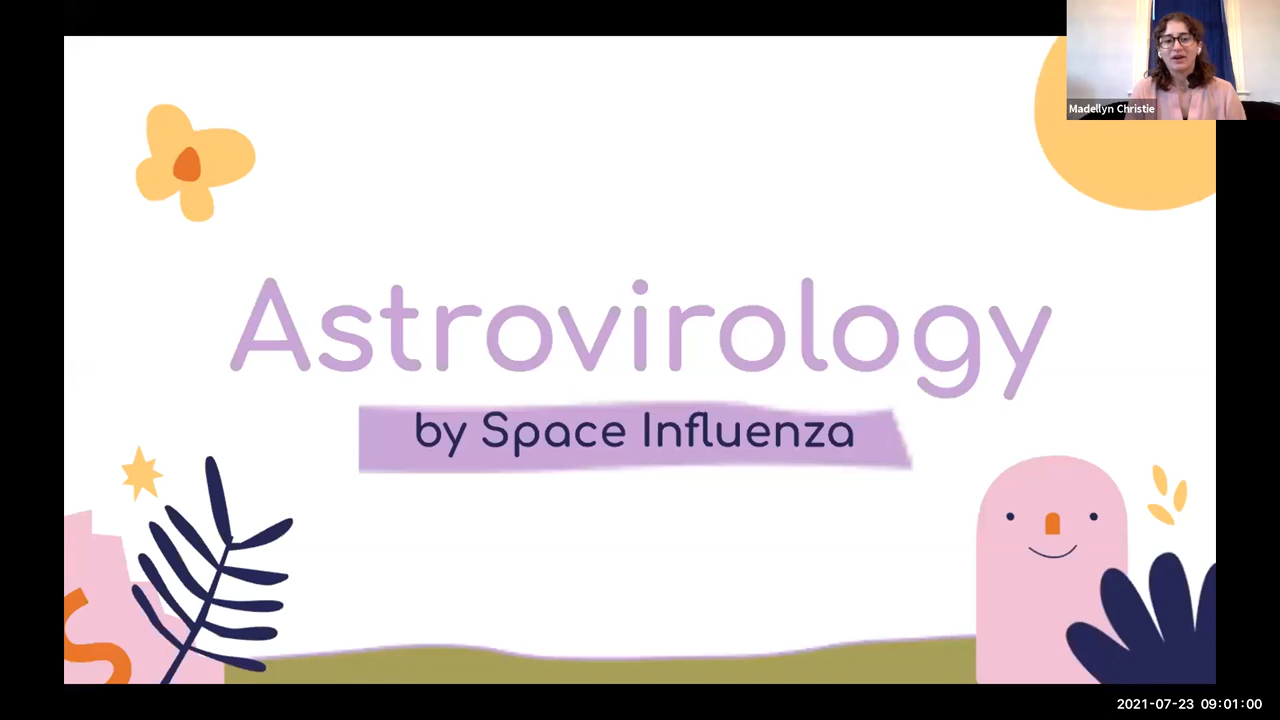 Madellyn Christie
Astrovirology
by Space Influenza
S
2021-07-23 09:01:00